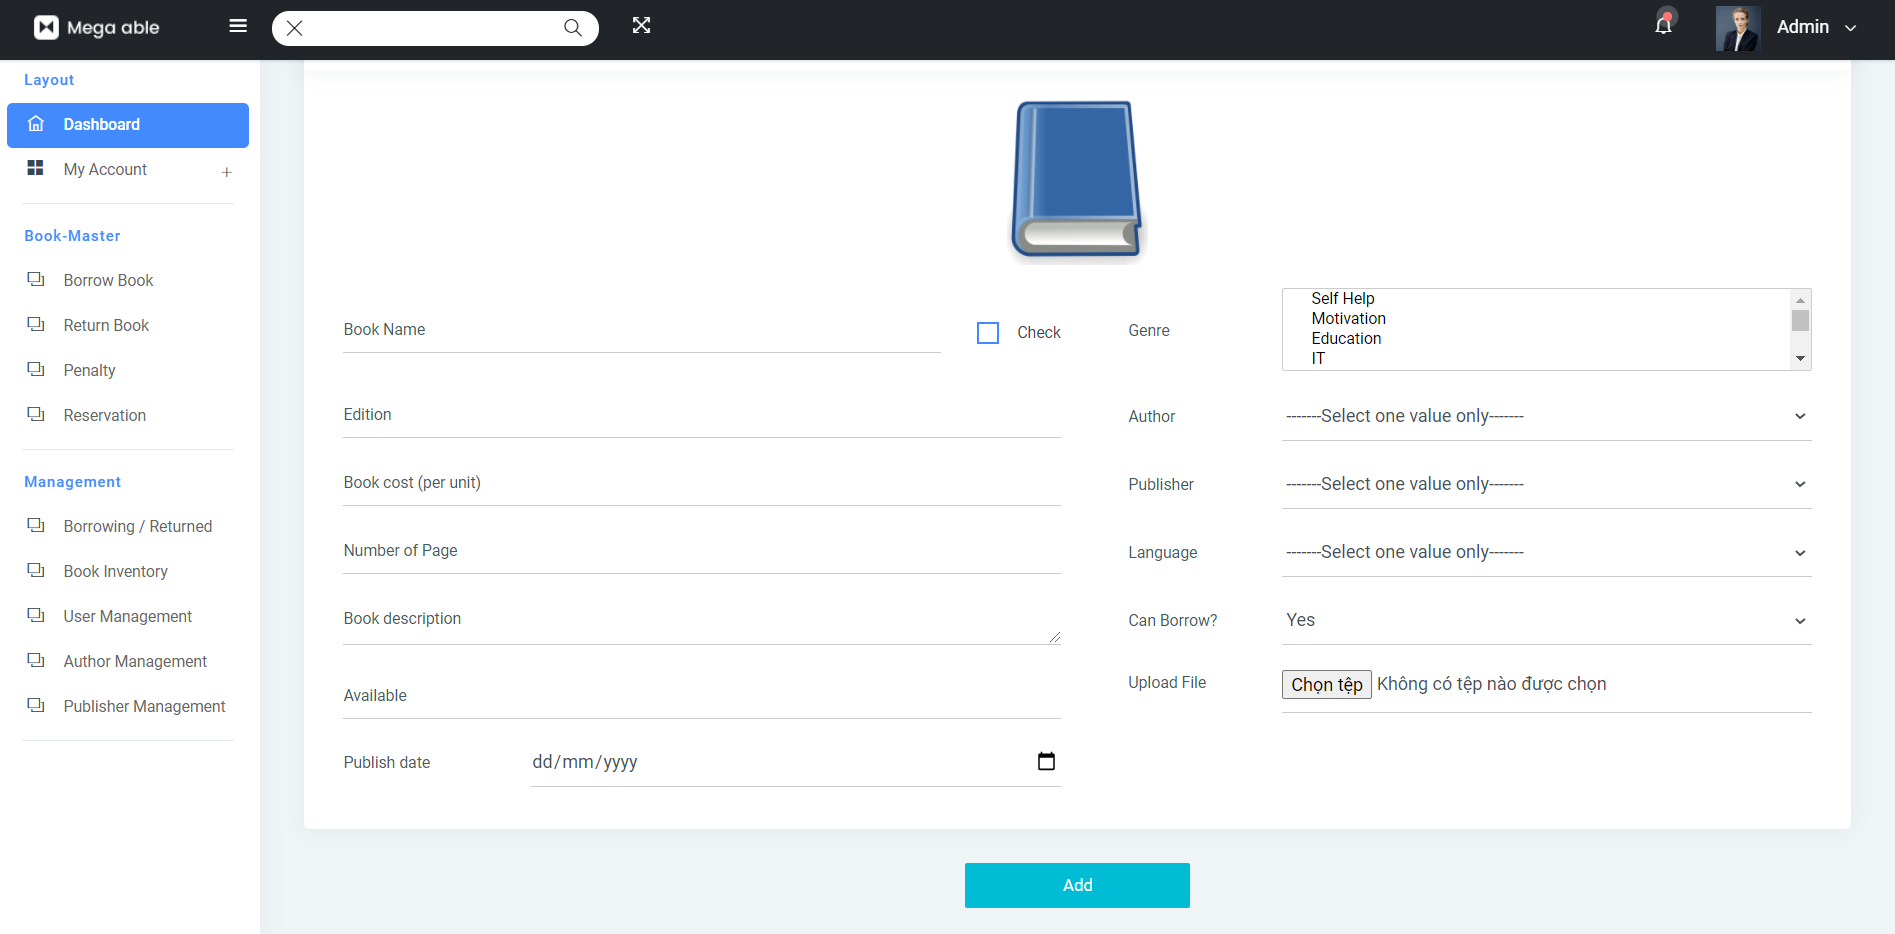 Mega able
Admin
Layout
Dashboard
My Account
Book-Master
Borrow Book
Return Book
Penalty
Reservation
Management
Borrowing / Returned
Book Inventory
User Management
Author Management
Publisher Management
Book Name
Check
Edition
Book cost (per unit)
Number of Page
Book description
Available
Publish date
dd/mm/yyyy
Genre
Self Help
Motivation
Education
IT
Author
-------Select one value only-------
Publisher
-------Select one value only-------
Language
-------Select one value only-------
Can Borrow?
Yes
Upload File
Chọn tệp Không có tệp nào được chọn
Add